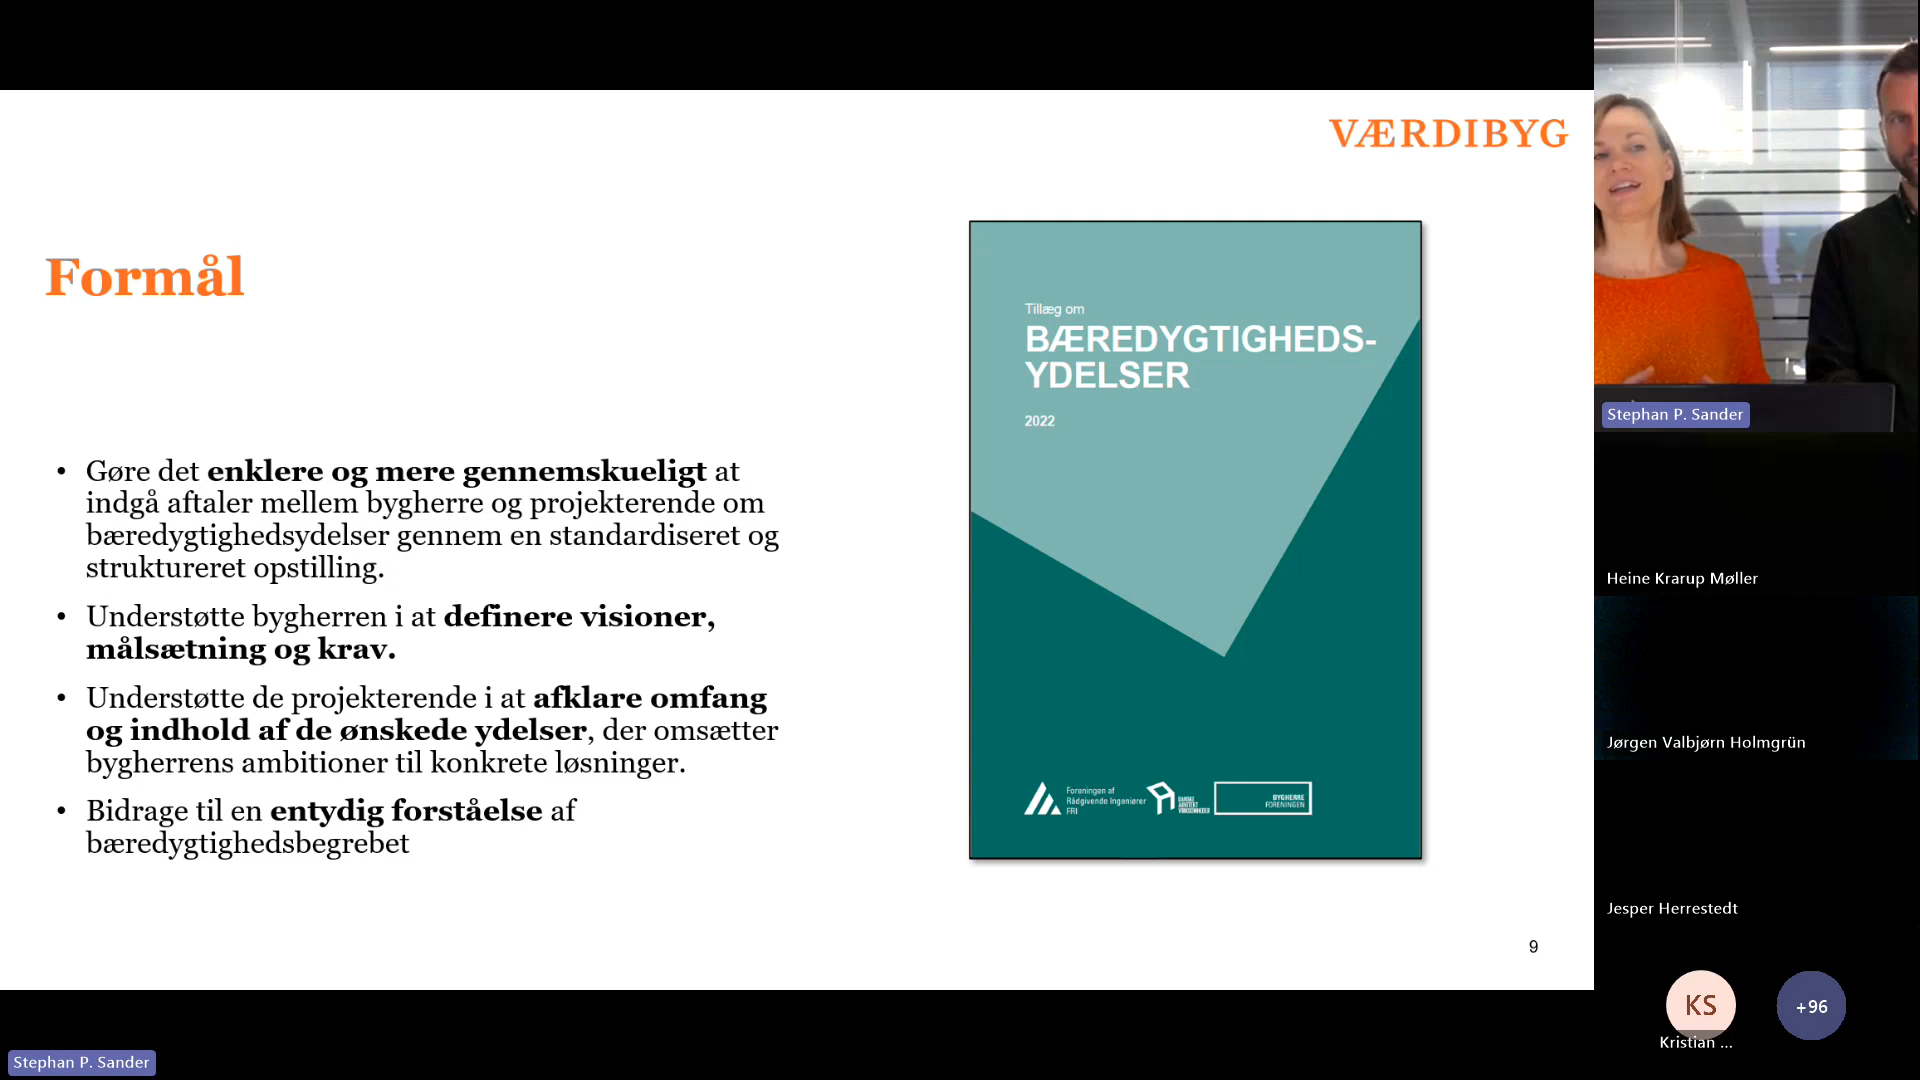 VÆRDIBYG
Formål
• Gøre det enklere og mere gennemskueligt at
indgå aftaler mellem bygherre og projekterende om
bæredygtighedsydelser gennem en standardiseret og
struktureret opstilling.
• Understøtte bygherren i at definere visioner,
målsætning og krav.
• Understøtte de projekterende i at afklare omfang
og indhold af de ønskede ydelser, der omsætter
bygherrens ambitioner til konkrete løsninger.
• Bidrage til en entydig forståelse af
bæredygtighedsbegrebet
Tillæg om
BÆREDYGTIGHEDS-
YDELSER
2022
Foreningen af
Rådgivende Ingeniører
FRI
DANSKE
ARKITEKT
VIRKSOMHEDER
BYGHERRE
FORENINGEN
9
Stephan P. Sander
Heine Krarup Møller
Jørgen Valbjørn Holmgrün
Jesper Herrestedt
KS
+96
Kristian ...
Stephan P. Sander